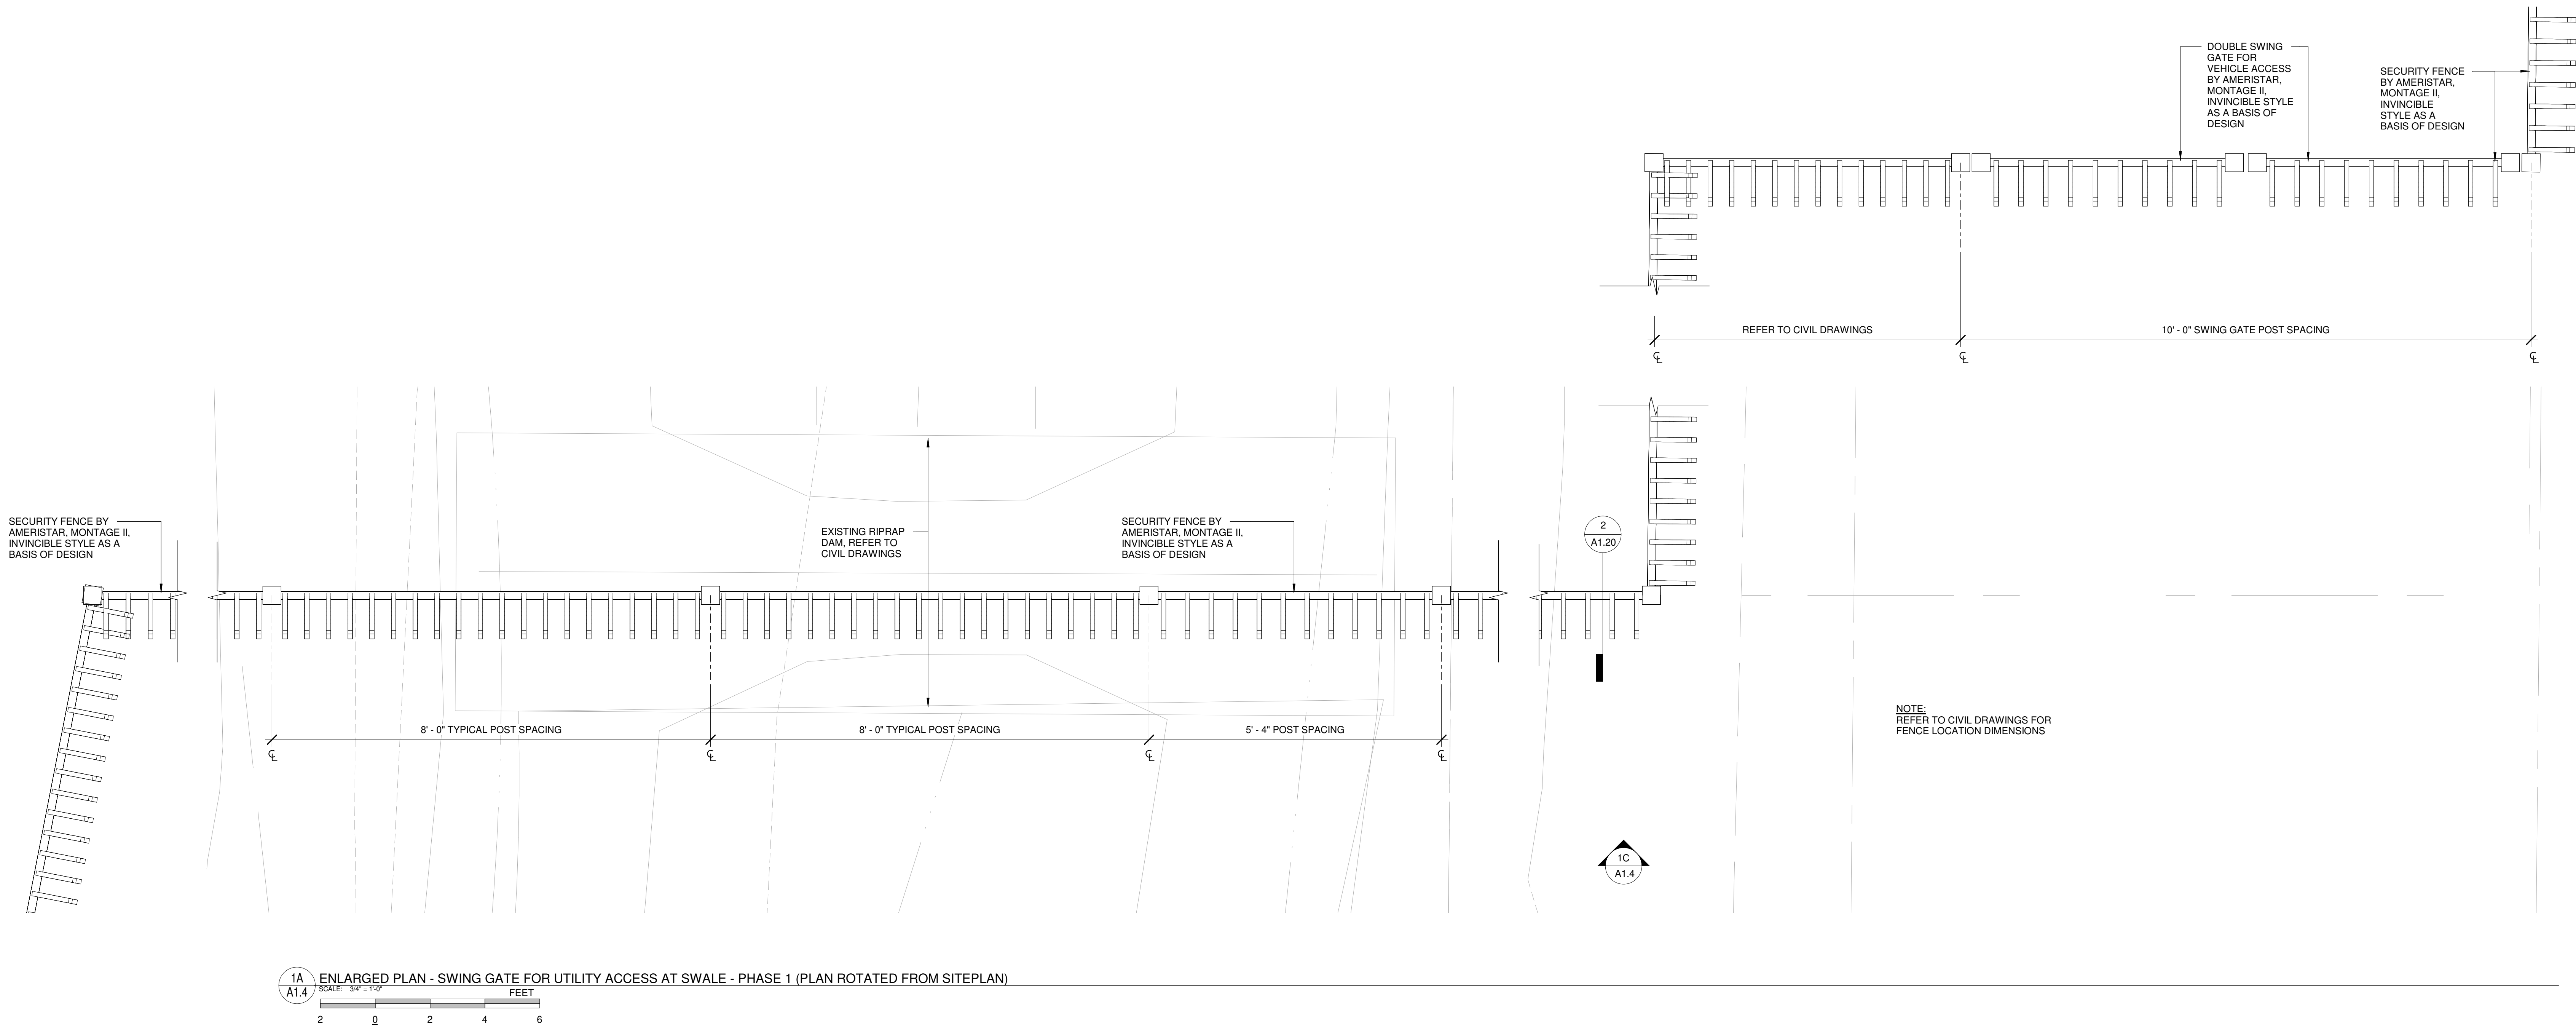 DOUBLE SWING
GATE FOR
VEHICLE ACCESS
BY AMERISTAR,
MONTAGE II,
INVINCIBLE STYLE
AS A BASIS OF
DESIGN
SECURITY FENCE
BY AMERISTAR,
MONTAGE II,
INVINCIBLE
STYLE AS A
BASIS OF DESIGN
REFER TO CIVIL DRAWINGS
10' - 0" SWING GATE POST SPACING
℄
℄
℄
SECURITY FENCE BY
AMERISTAR, MONTAGE II,
INVINCIBLE STYLE AS A
BASIS OF DESIGN
EXISTING RIPRAP
DAM, REFER TO
CIVIL DRAWINGS
SECURITY FENCE BY
AMERISTAR, MONTAGE II,
INVINCIBLE STYLE AS A
BASIS OF DESIGN
2
A1.20
8' - 0" TYPICAL POST SPACING
8' - 0" TYPICAL POST SPACING
5' - 4" POST SPACING
℄
℄
℄
℄
NOTE:
REFER TO CIVIL DRAWINGS FOR
FENCE LOCATION DIMENSIONS
1C
A1.4
1A
A1.4
ENLARGED PLAN - SWING GATE FOR UTILITY ACCESS AT SWALE - PHASE 1 (PLAN ROTATED FROM SITEPLAN)
SCALE: 3/4" = 1'-0"
FEET
2 0 2 4 6